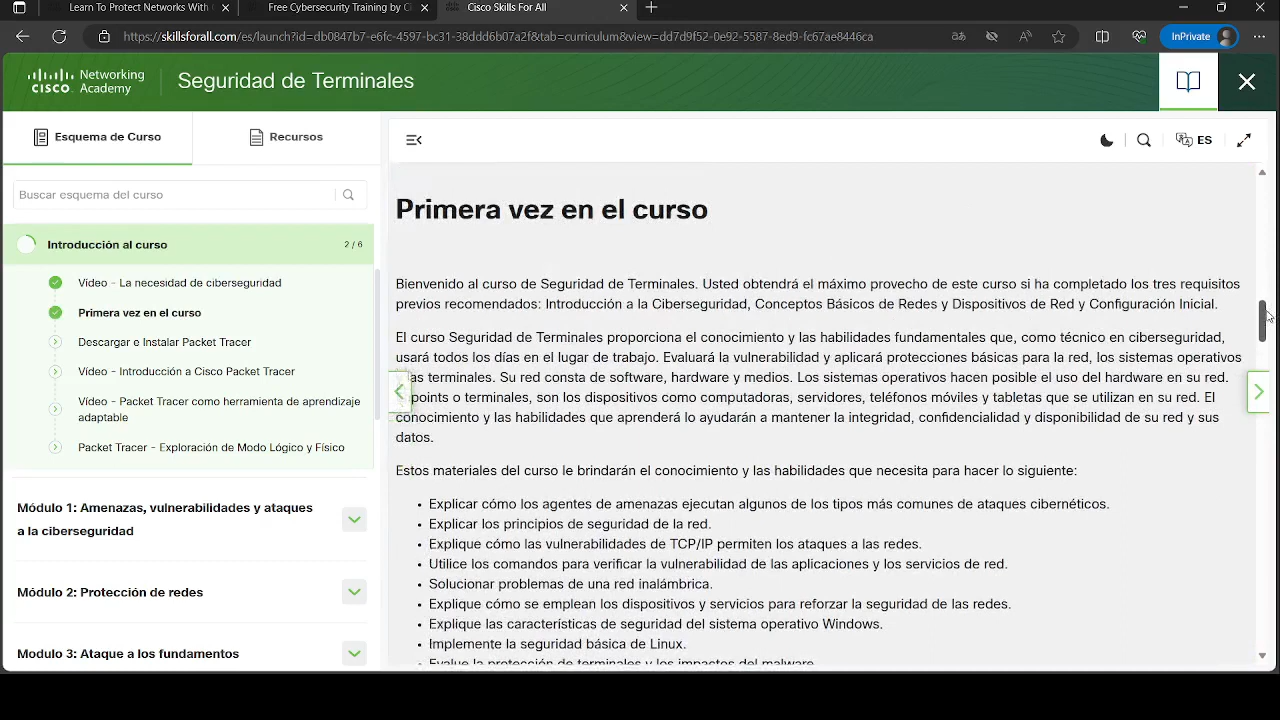 Learn To Protect Networks With
Free Cybersecurity Training by C
Cisco Skills For All
https://skillsforall.com/es/launch?id=db0847b7-e6fc-4597-bc31-38ddd6b07a2f&tab=curriculum&view=dd7d9f52-0e92-5587-8ed9-fc67ae8446ca
InPrivate
CISCO
Networking
Academy
Seguridad de Terminales
Esquema de Curso
Recursos
ES
Buscar esquema del curso
Introducción al curso
2 / 6
Vídeo - La necesidad de ciberseguridad
Primera vez en el curso
Descargar e Instalar Packet Tracer
Vídeo - Introducción a Cisco Packet Tracer
Vídeo - Packet Tracer como herramienta de aprendizaje
adaptable
Packet Tracer - Exploración de Modo Lógico y Físico
Módulo 1: Amenazas, vulnerabilidades y ataques
a la ciberseguridad
Módulo 2: Protección de redes
Modulo 3: Ataque a los fundamentos
Primera vez en el curso
Bienvenido al curso de Seguridad de Terminales. Usted obtendrá el máximo provecho de este curso si ha completado los tres requisitos
previos recomendados: Introducción a la Ciberseguridad, Conceptos Básicos de Redes y Dispositivos de Red y Configuración Inicial.
El curso Seguridad de Terminales proporciona el conocimiento y las habilidades fundamentales que, como técnico en ciberseguridad,
usará todos los días en el lugar de trabajo. Evaluará la vulnerabilidad y aplicará protecciones básicas para la red, los sistemas operativos
las terminales. Su red consta de software, hardware y medios. Los sistemas operativos hacen posible el uso del hardware en su red.
points o terminales, son los dispositivos como computadoras, servidores, teléfonos móviles y tabletas que se utilizan en su red. El
conocimiento y las habilidades que aprenderá lo ayudarán a mantener la integridad, confidencialidad y disponibilidad de su red y sus
datos.
Estos materiales del curso le brindarán el conocimiento y las habilidades que necesita para hacer lo siguiente:
• Explicar cómo los agentes de amenazas ejecutan algunos de los tipos más comunes de ataques cibernéticos.
• Explicar los principios de seguridad de la red.
• Explique cómo las vulnerabilidades de TCP/IP permiten los ataques a las redes.
• Utilice los comandos para verificar la vulnerabilidad de las aplicaciones y los servicios de red.
• Solucionar problemas de una red inalámbrica.
• Explique cómo se emplean los dispositivos y servicios para reforzar la seguridad de las redes.
• Explique las características de seguridad del sistema operativo Windows.
• Implemente la seguridad básica de Linux.
• Evalue la protección de terminales y los impactos del malware.